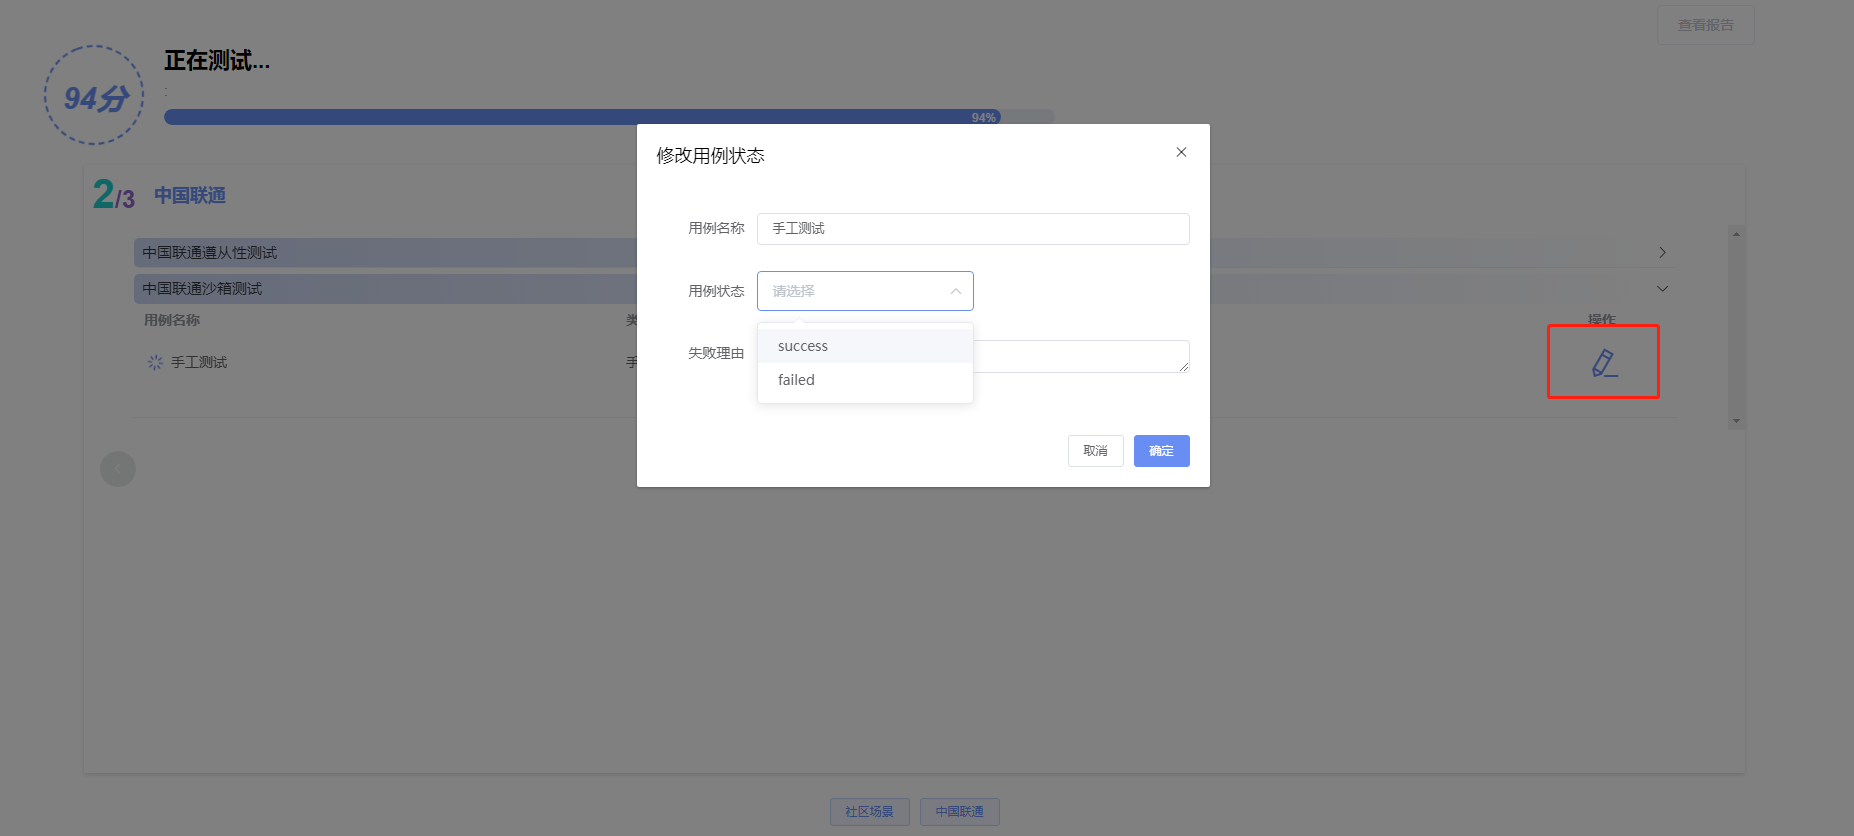 查看报告
94分
正在测试...
:
94%
2/3 中国联通
中国联通遵从性测试
中国联通沙箱测试
用例名称 类 操作
手工测试 手
修改用例状态
用例名称 手工测试
用例状态 请选择
success
failed
失败理由
取消 确定
社区场景 中国联通